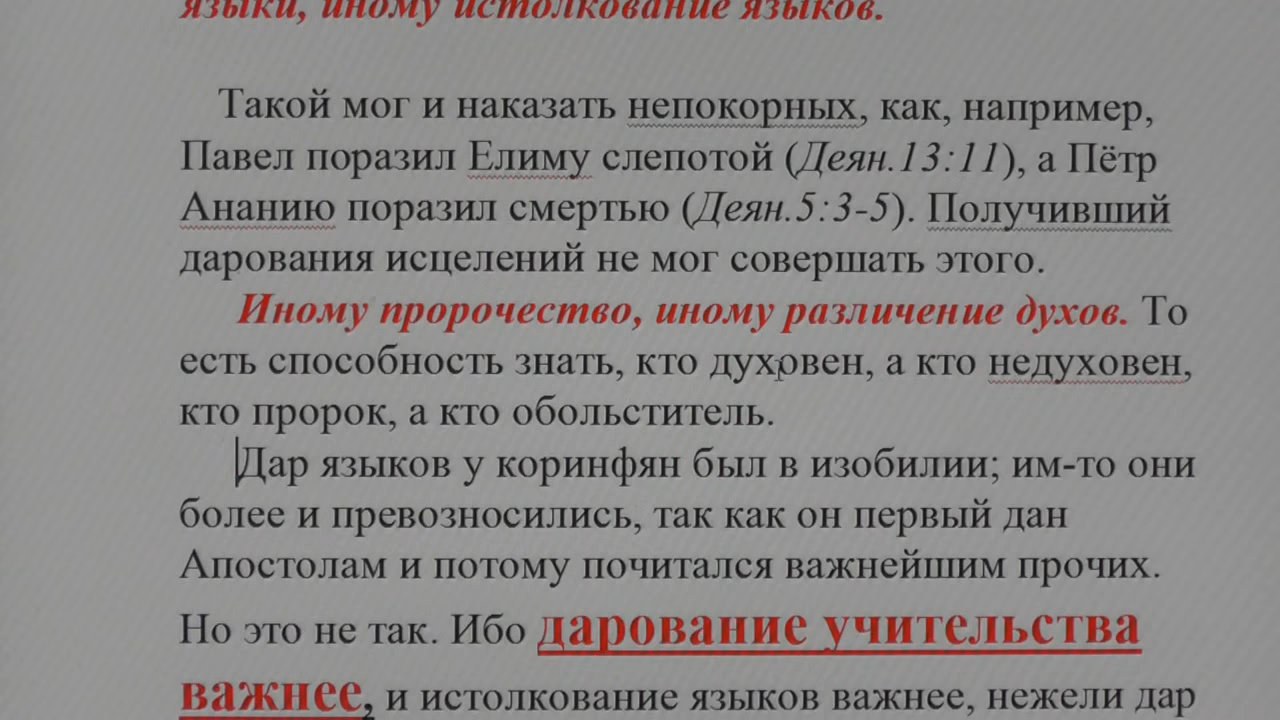 языки, иному истолкование языков.
Такой мог и наказать непокорных, как, например,
Павел поразил Елиму слепотой (Деян.13:11), а Пётр
Ананию поразил смертью (Деян.5:3-5). Получивший
дарования исцелений не мог совершать этого.
Иному пророчество, иному различение духов. То
есть способность знать, кто духовен, а кто недуховен,
кто пророк, а кто обольститель.
Дар языков у коринфян был в изобилии; им-то они
более и превозносились, так как он первый дан
Апостолам и потому почитался важнейшим прочих.
Но это не так. Ибо дарование учительства
важнее, и истолкование языков важнее, нежели дар